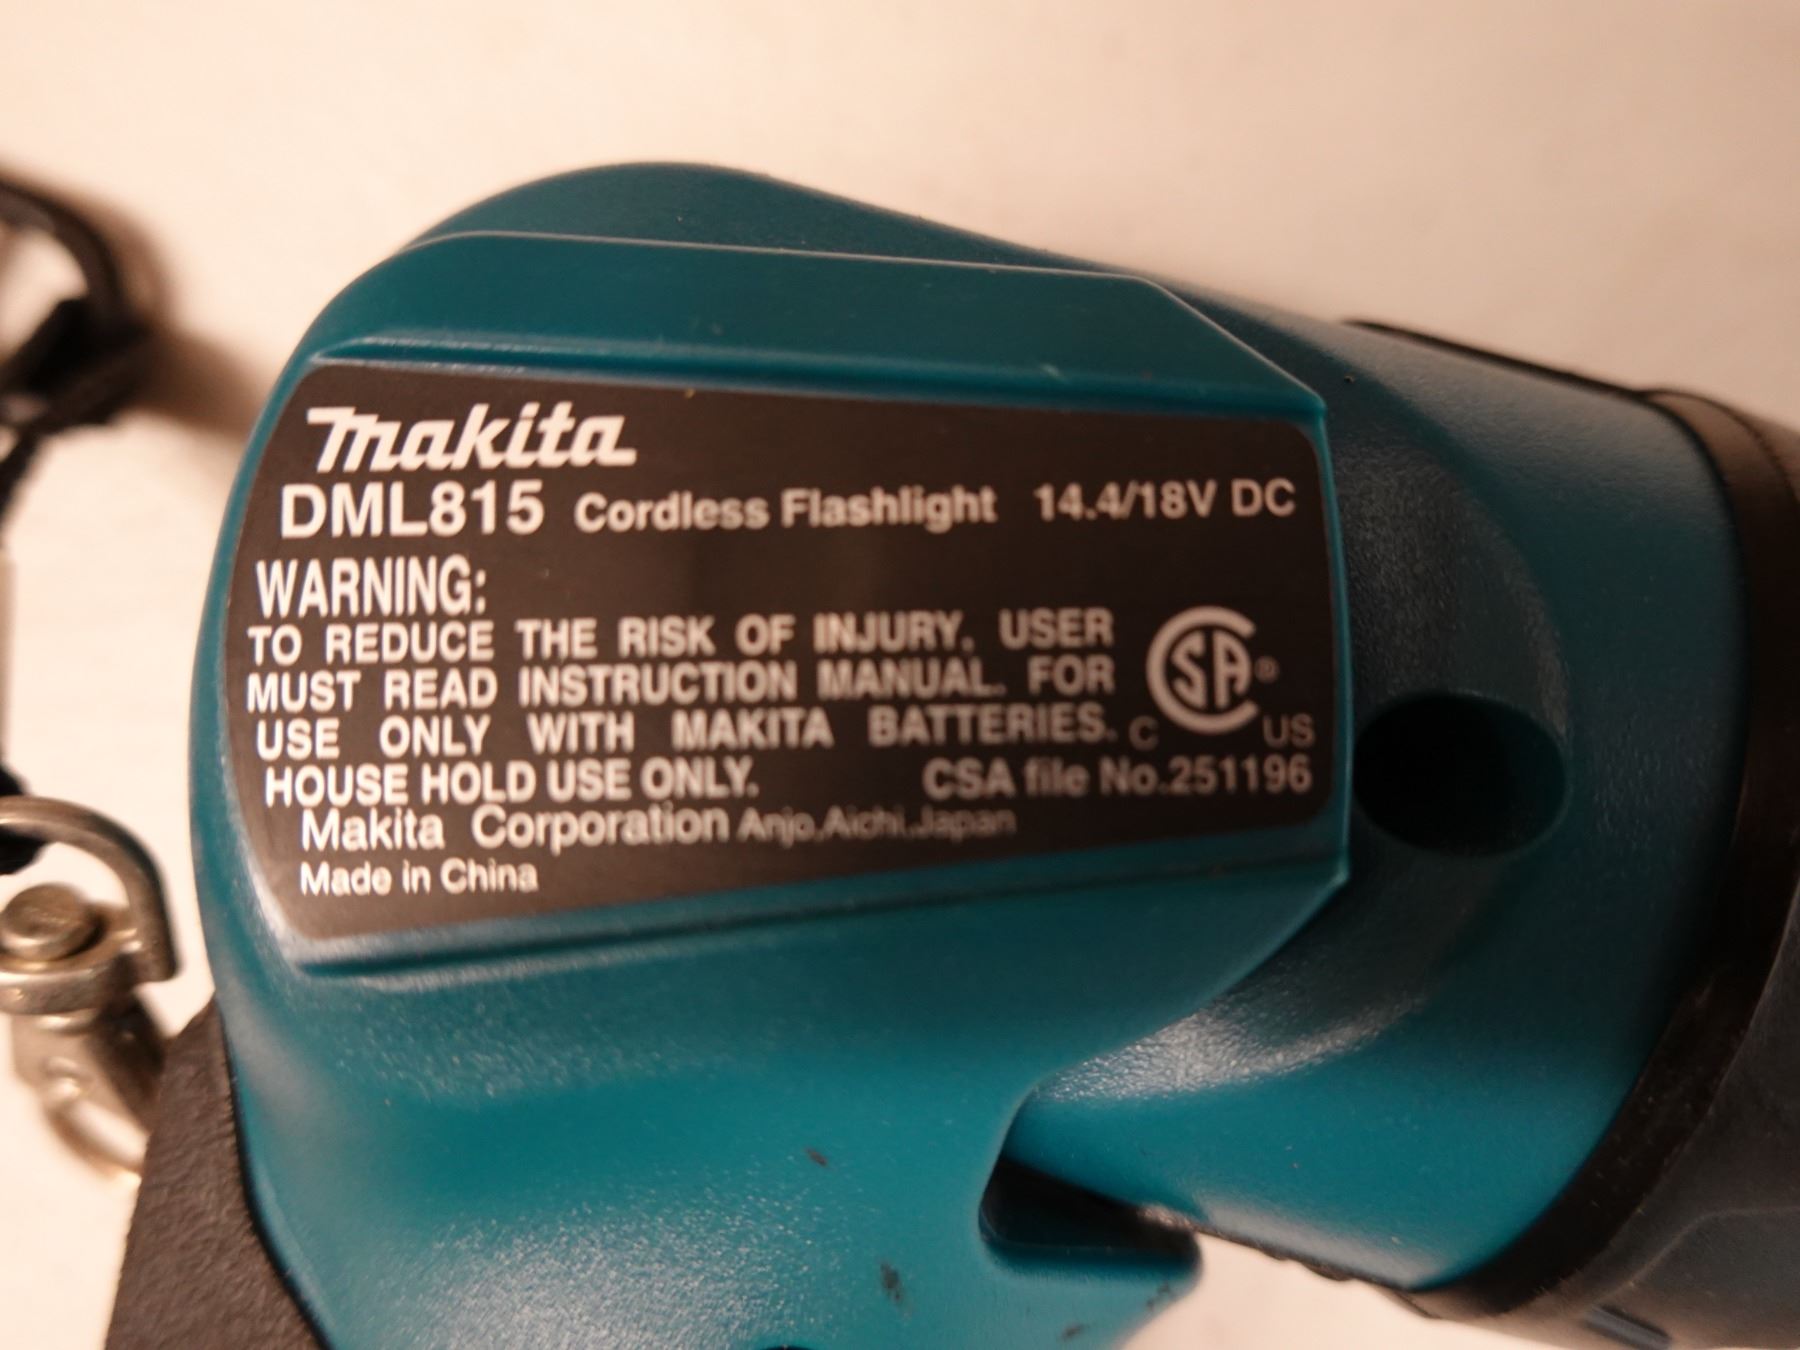 makita
DML815 Cordless Flashlight 14.4/18V DC
WARNING:
TO REDUCE THE RISK OF INJURY. USER
MUST READ INSTRUCTION MANUAL. FOR
USE ONLY WITH MAKITA BATTERIES.
HOUSE HOLD USE ONLY.
CSA®
C US
CSA file No.251196
Makita Corporation Anjo,Aichi,Japan
Made in China